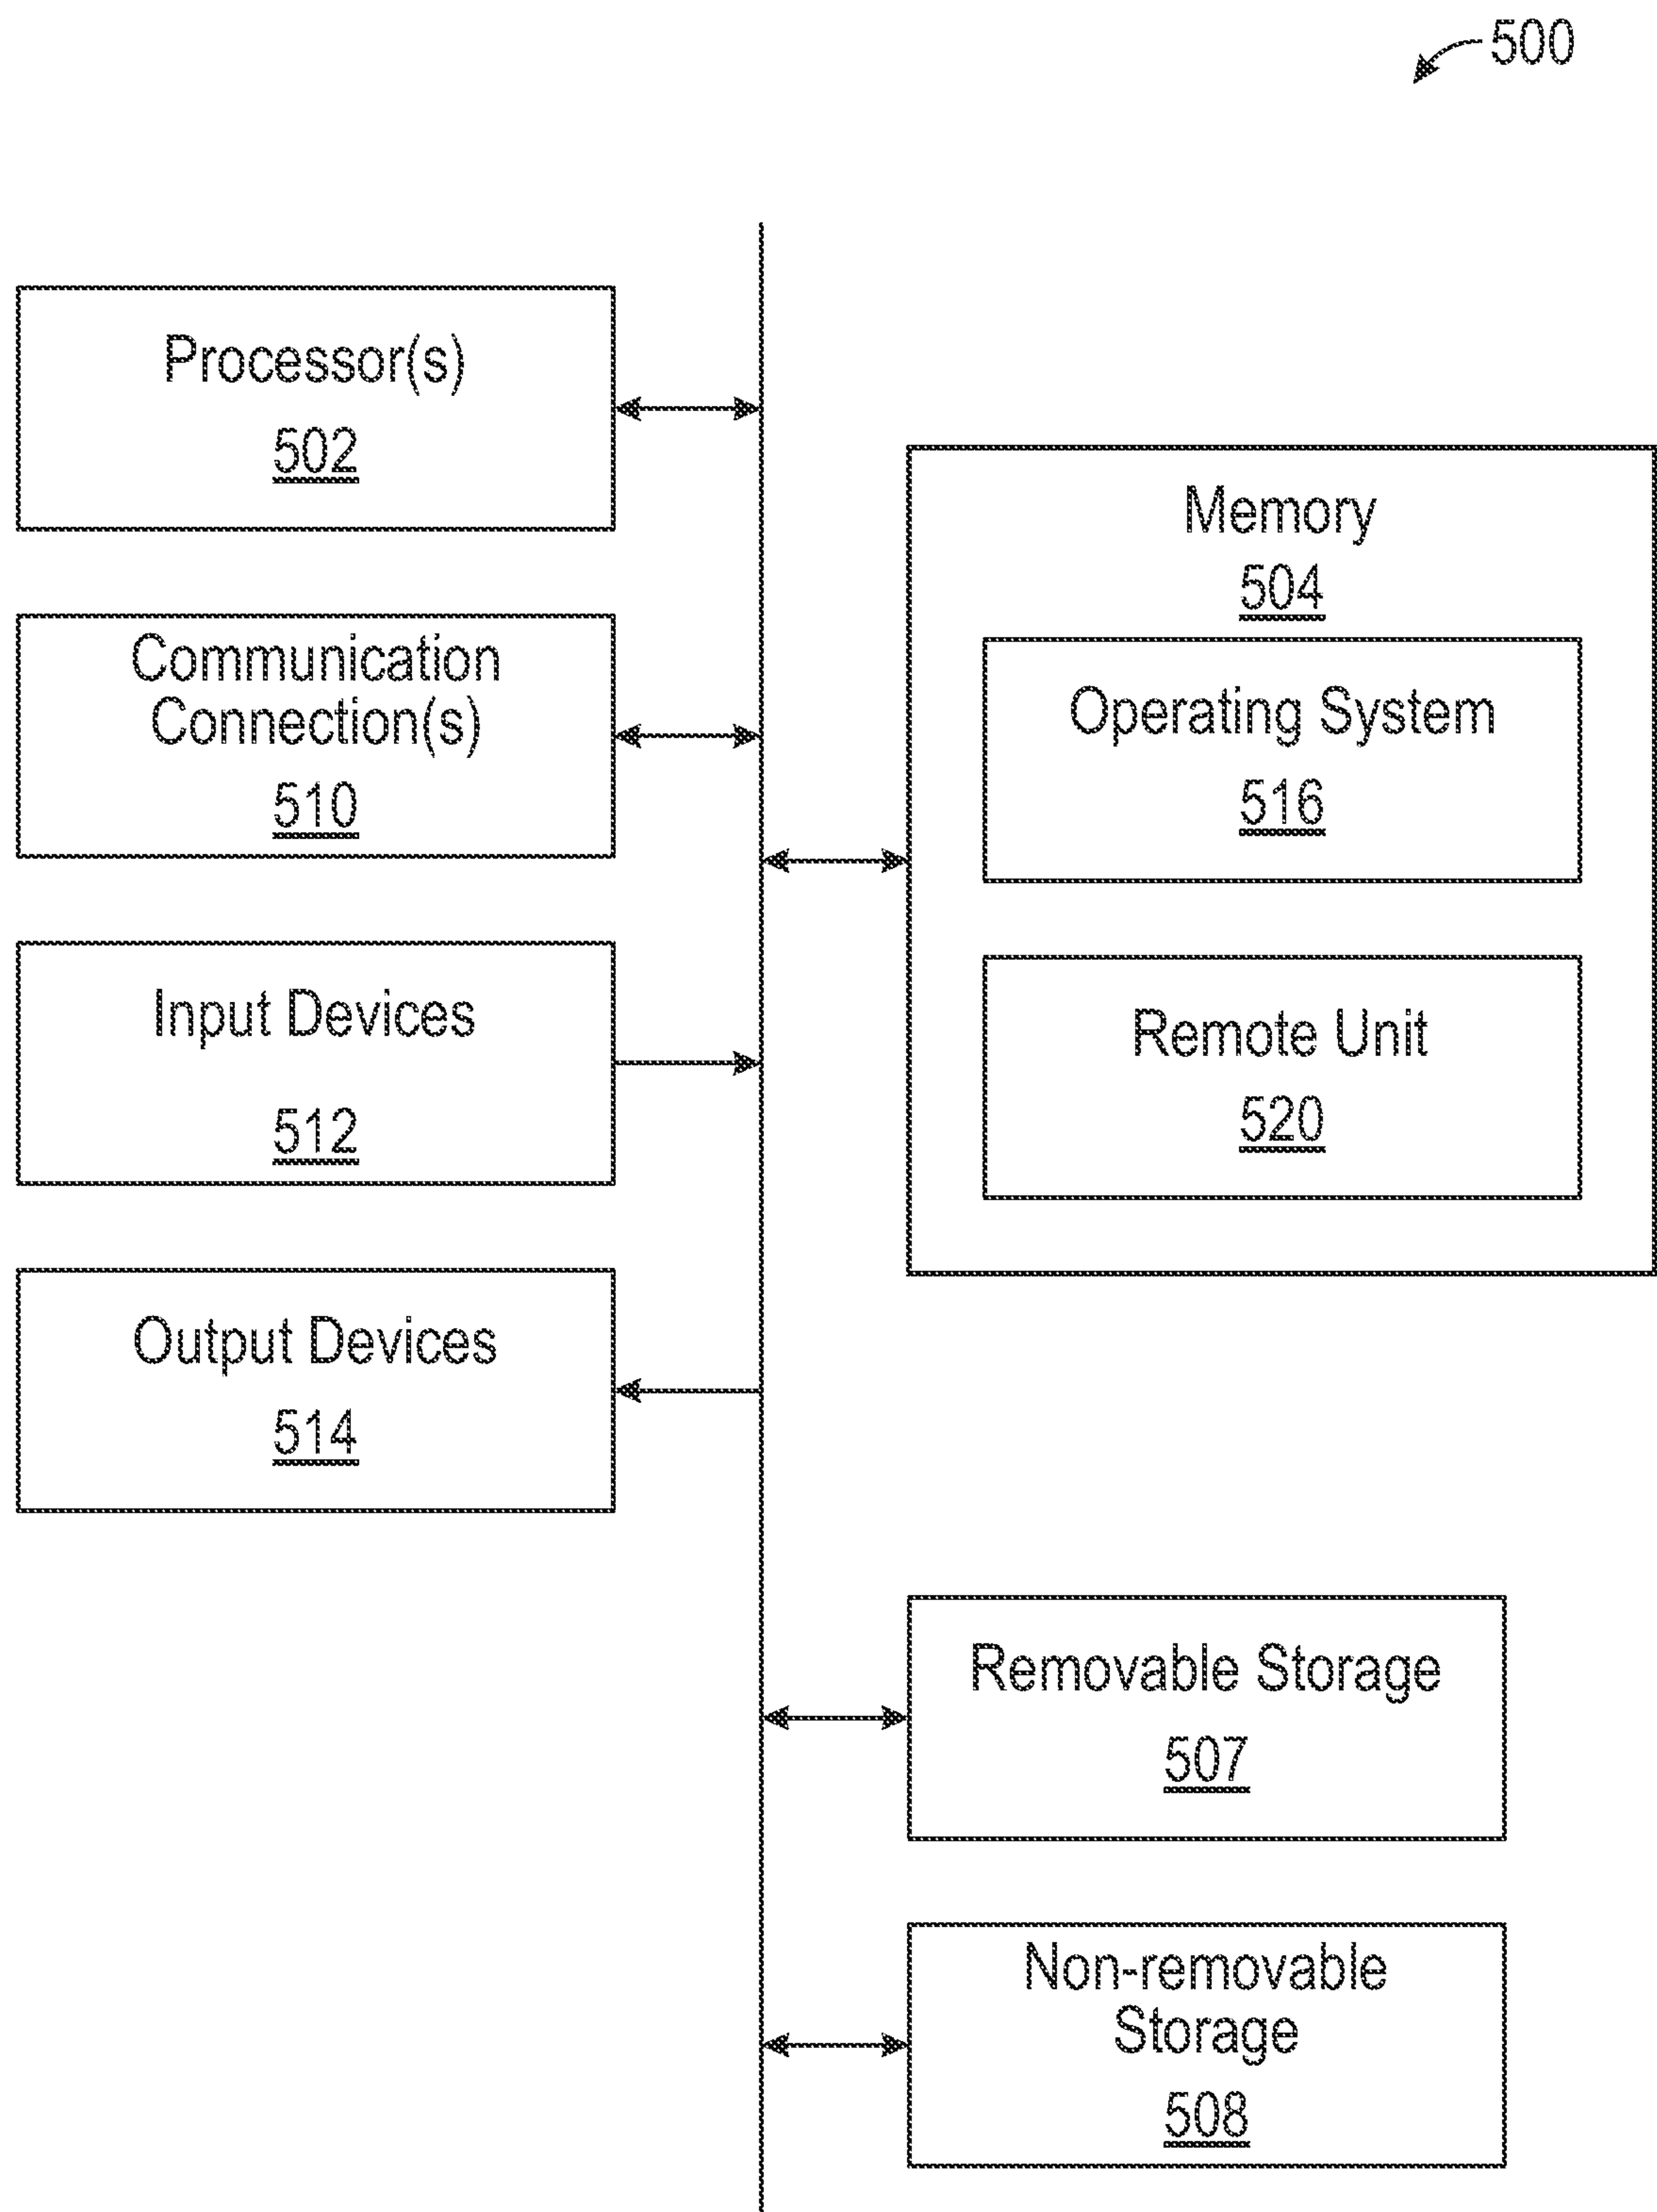 500
Processor(s)
502
Communication
Connection(s)
510
Input Devices
512
Output Devices
514
Memory
504
Operating System
516
Remote Unit
520
Removable Storage
507
Non-removable
Storage
508